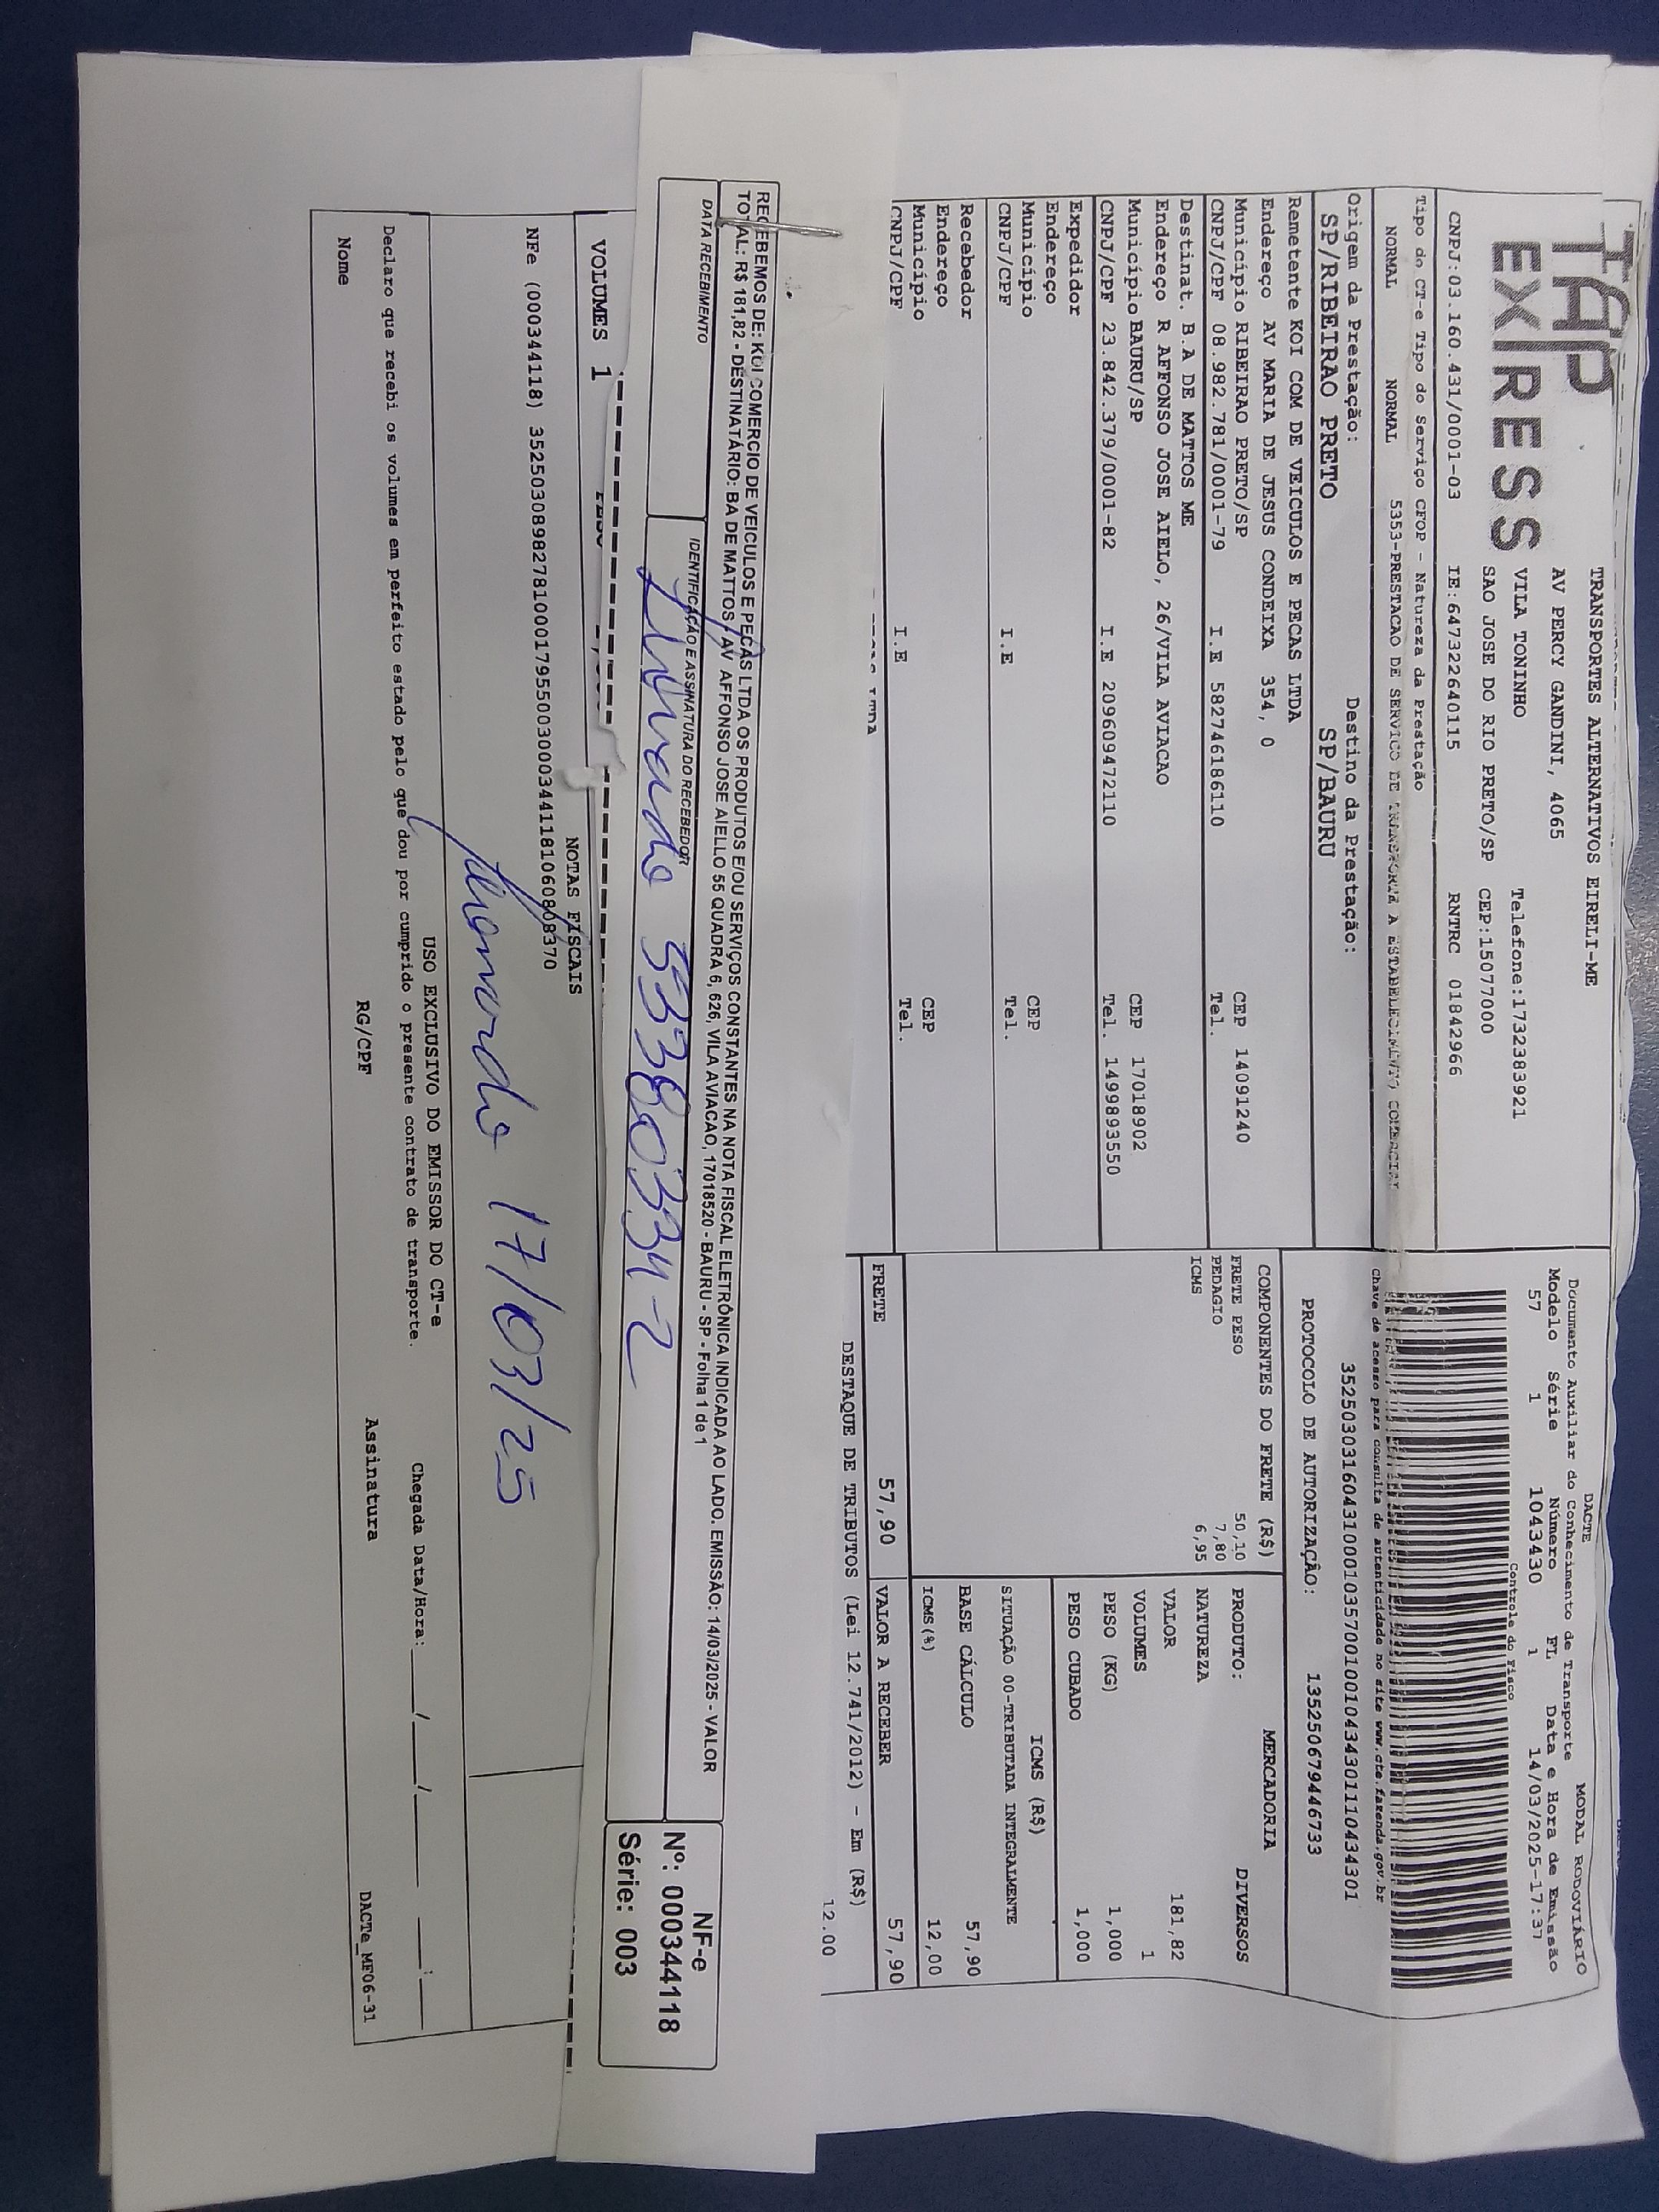 TAP
EXPRESS
TRANSPORTES ALTERNATIVOS EIRELI-ME
AV PERCY GANDINI, 4065
VILA TONINHO Telefone:1732383921
SAO JOSE DO RIO PRETO/SP CEP:15077000
CNPJ:03.160.431/0001-03 IE:647322640115 RNTRC 01842966
Tipo do CT-e Tipo do Serviço CFOP - Natureza da Prestação
NORMAL NORMAL 5353-PRESTACAO DE SERVICO DE TRANSPORTE A ESTABELECIMENTO COMERCIAL
Origem da Prestação: Destino da Prestação:
SP/RIBEIRAO PRETO SP/BAURU
Remetente KOI COM DE VEICULOS E PECAS LTDA
Endereço AV MARIA DE JESUS CONDEIXA 354, 0
Município RIBEIRAO PRETO/SP CEP 14091240
CNPJ/CPF 08.982.781/0001-79 I.E 582746186110 Tel.
Destinat. B.A DE MATTOS ME
Endereço R AFFONSO JOSE AIELO, 26/VILA AVIACAO
Município BAURU/SP CEP 17018902
CNPJ/CPF 23.842.379/0001-82 I.E 209609472110 Tel. 14998933550
Expedidor
Endereço
Município CEP
CNPJ/CPF I.E Tel.
Recebedor
Endereço
Município CEP
CNPJ/CPF I.E Tel.
LTDA
DACTE MODAL RODOVIÁRIO
Documento Auxiliar do Conhecimento de Transporte
Modelo Série Número FL Data e Hora de Emissão
57 1 1043430 1 14/03/2025-17:37
Controle do Fisco
Chave de acesso para consulta de autenticidade no site www.cte.fazenda.gov.br
35250303160431000103570010010434301110434301
PROTOCOLO DE AUTORIZAÇÃO: 135250679446733
COMPONENTES DO FRETE (R$)
FRETE PESO 50,10
PEDAGIO 7,80
ICMS 6,95
MERCADORIA
PRODUTO: DIVERSOS
NATUREZA
VALOR 181,82
VOLUMES 1
PESO (KG) 1,000
PESO CUBADO 1,000
ICMS (R$)
SITUAÇÃO 00-TRIBUTADA INTEGRALMENTE
BASE CÁLCULO 57,90
ICMS(%) 12,00
FRETE 57,90 VALOR A RECEBER 57,90
DESTAQUE DE TRIBUTOS (Lei 12.741/2012) - Em (R$)
12.00
RECEBEMOS DE: KOI COMERCIO DE VEICULOS E PECAS LTDA OS PRODUTOS E/OU SERVIÇOS CONSTANTES NA NOTA FISCAL ELETRÔNICA INDICADA AO LADO. EMISSÃO: 14/03/2025 - VALOR
TOTAL: R$ 181,82 - DESTINATÁRIO: BA DE MATTOS - AV AFFONSO JOSE AIELLO 55 QUADRA 6, 626, VILA AVIACAO, 17018520 - BAURU - SP - Folha 1 de 1
DATA RECEBIMENTO IDENTIFICAÇÃO E ASSINATURA DO RECEBEDOR
53380334-2
NF-e
Nº: 000344118
Série: 003
VOLUMES 1
NOTAS FISCAIS
NFe (000344118) 35250308982781000179550030003441181060808370
17/03/25
USO EXCLUSIVO DO EMISSOR DO CT-e
Declaro que recebi os volumes em perfeito estado pelo que dou por cumprido o presente contrato de transporte. Chegada Data/Hora: ___/___/____ ___:___
Nome RG/CPF Assinatura DACTe_MF06-31